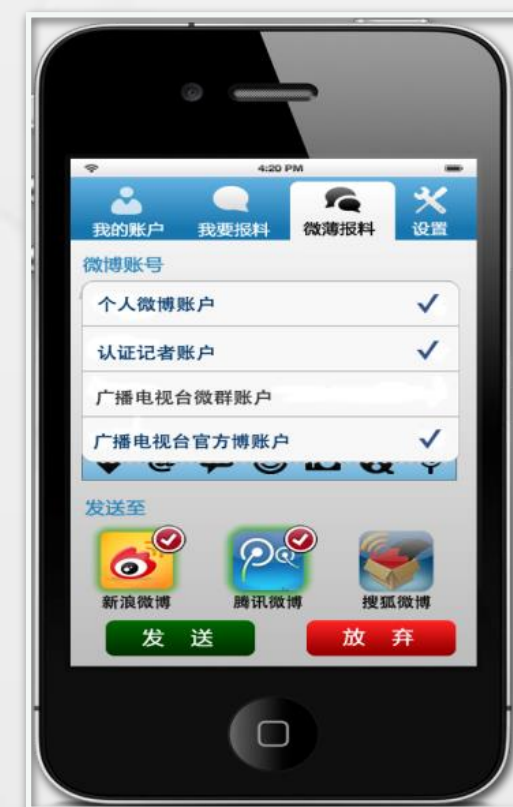 4:20 PM
我的账户 我要报料 微薄报料 设置
微博账号
个人微博账户
认证记者账户
广播电视台微群账户
广播电视台官方博账户
发送至
新浪微博 腾讯微博 搜狐微博
发 送 放 弃